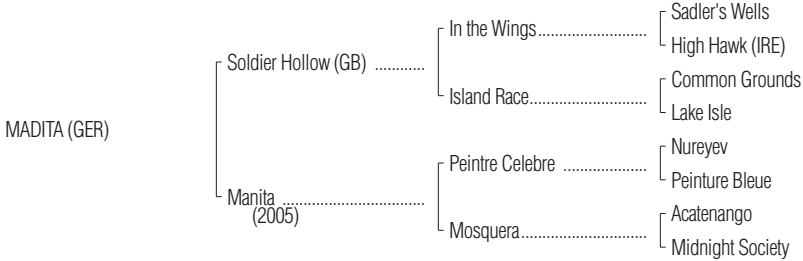 Sadler's Wells
In the Wings
High Hawk (IRE)
Soldier Hollow (GB)
Common Grounds
Island Race
Lake Isle
MADITA (GER)
Nureyev
Peintre Celebre
Peinture Bleue
Manita
(2005)
Acatenango
Mosquera
Midnight Society